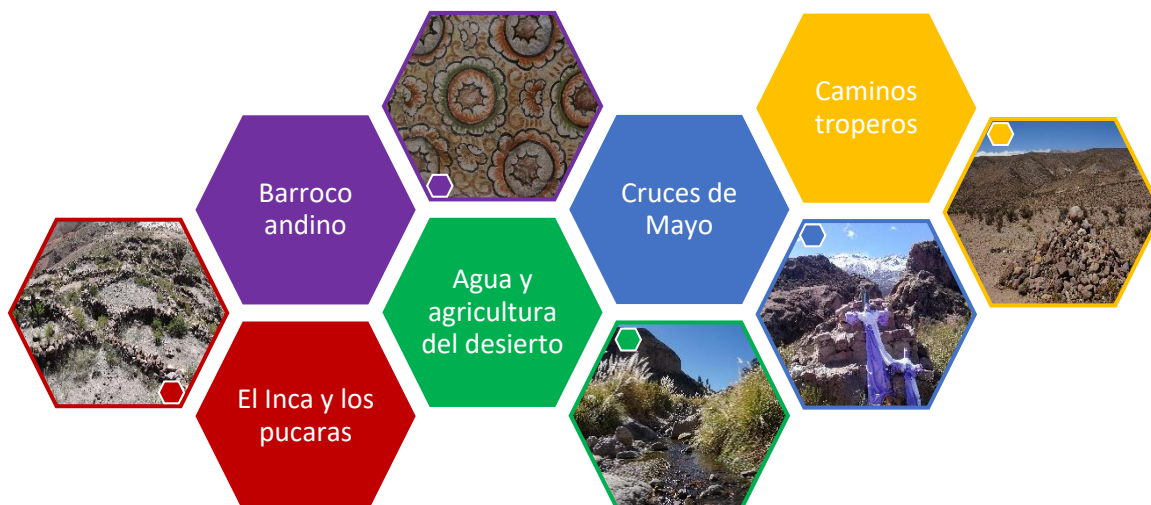 Caminos
troperos
Barroco
andino
Cruces de
Mayo
Agua y
agricultura
del desierto
El Inca y los
pucaras